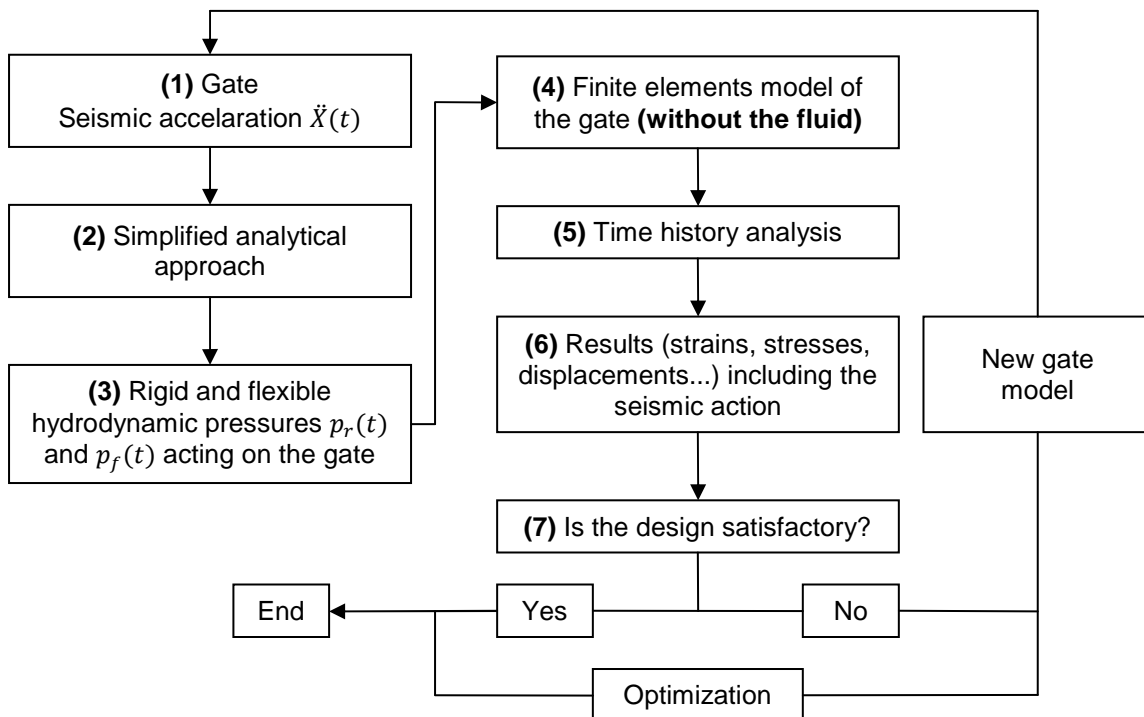 (1) Gate
Seismic accelaration Ẍ(t)
(2) Simplified analytical
approach
(3) Rigid and flexible
hydrodynamic pressures p_r(t)
and p_f(t) acting on the gate
(4) Finite elements model of
the gate (without the fluid)
(5) Time history analysis
(6) Results (strains, stresses,
displacements...) including the
seismic action
(7) Is the design satisfactory?
New gate
model
End
Yes
No
Optimization